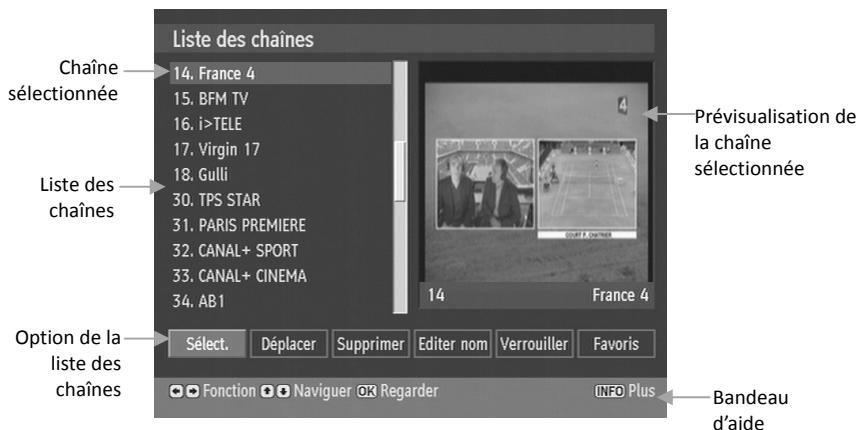 Liste des chaînes
Chaîne
sélectionnée
14. France 4
15. BFM TV
16. i>TELE
17. Virgin 17
18. Gulli
30. TPS STAR
31. PARIS PREMIERE
32. CANAL+ SPORT
33. CANAL+ CINEMA
34. AB1
Liste des
chaînes
4
COURT P. CHATRIER
14 France 4
Prévisualisation de
la chaîne
sélectionnée
Option de la
liste des
chaînes
Sélect. Déplacer Supprimer Editer nom Verrouiller Favoris
Fonction Naviguer OK Regarder INFO Plus
Bandeau
d'aide